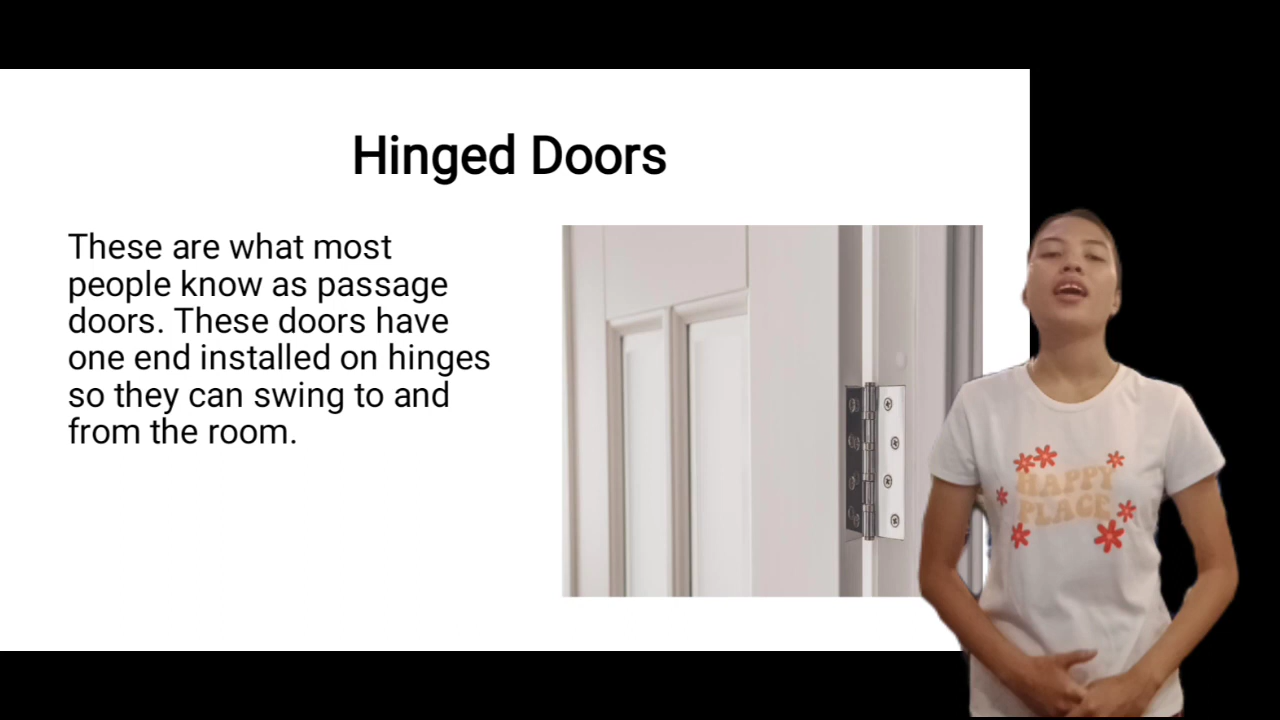 Hinged Doors
These are what most
people know as passage
doors. These doors have
one end installed on hinges
so they can swing to and
from the room.
HAPPY
PLACE